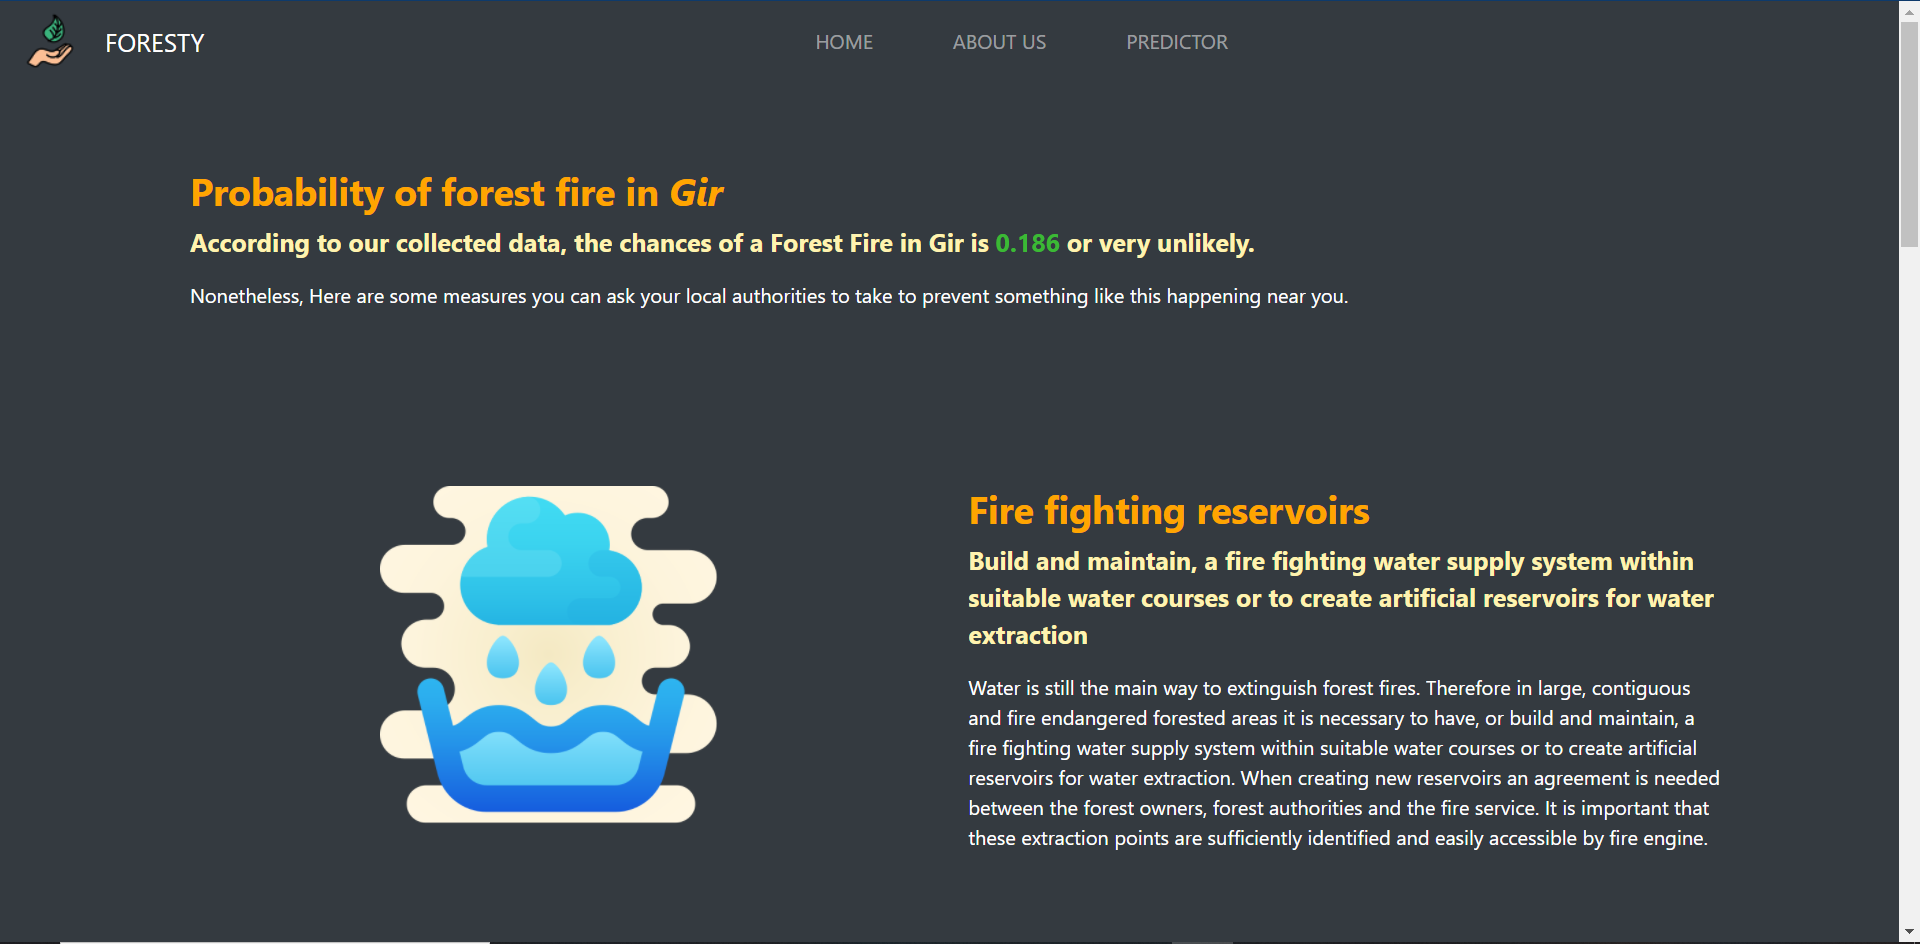 FORESTY
HOME
ABOUT US
PREDICTOR
Probability of forest fire in Gir
According to our collected data, the chances of a Forest Fire in Gir is 0.186 or very unlikely.
Nonetheless, Here are some measures you can ask your local authorities to take to prevent something like this happening near you.
Fire fighting reservoirs
Build and maintain, a fire fighting water supply system within
suitable water courses or to create artificial reservoirs for water
extraction
Water is still the main way to extinguish forest fires. Therefore in large, contiguous
and fire endangered forested areas it is necessary to have, or build and maintain, a
fire fighting water supply system within suitable water courses or to create artificial
reservoirs for water extraction. When creating new reservoirs an agreement is needed
between the forest owners, forest authorities and the fire service. It is important that
these extraction points are sufficiently identified and easily accessible by fire engine.